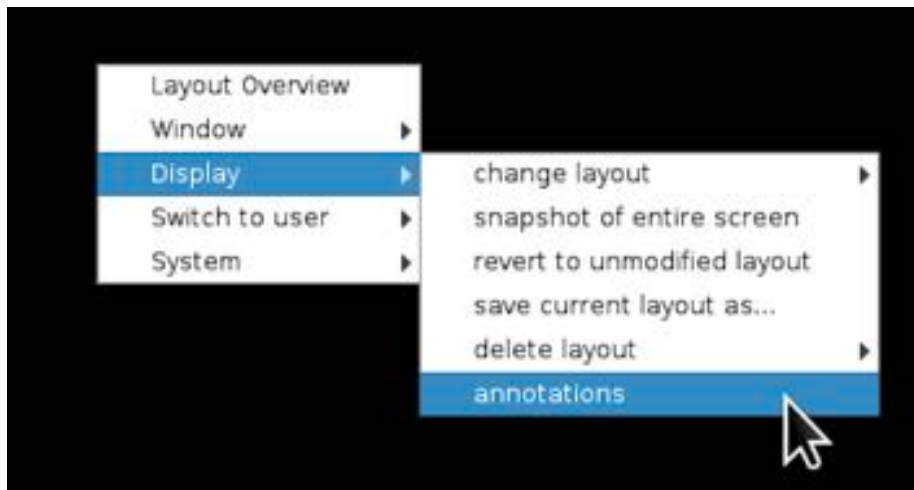 Layout Overview
Window
Display
Switch to user
System
change layout
snapshot of entire screen
revert to unmodified layout
save current layout as...
delete layout
annotations